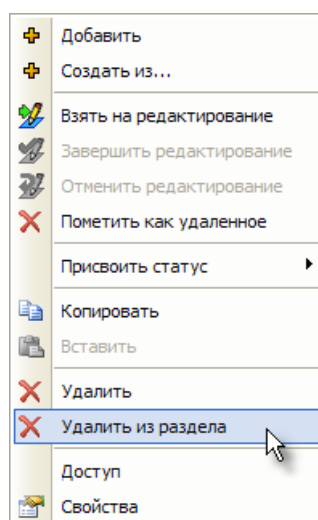 Добавить
Создать из...
Взять на редактирование
Завершить редактирование
Отменить редактирование
Пометить как удаленное
Присвоить статус
Копировать
Вставить
Удалить
Удалить из раздела
Доступ
Свойства